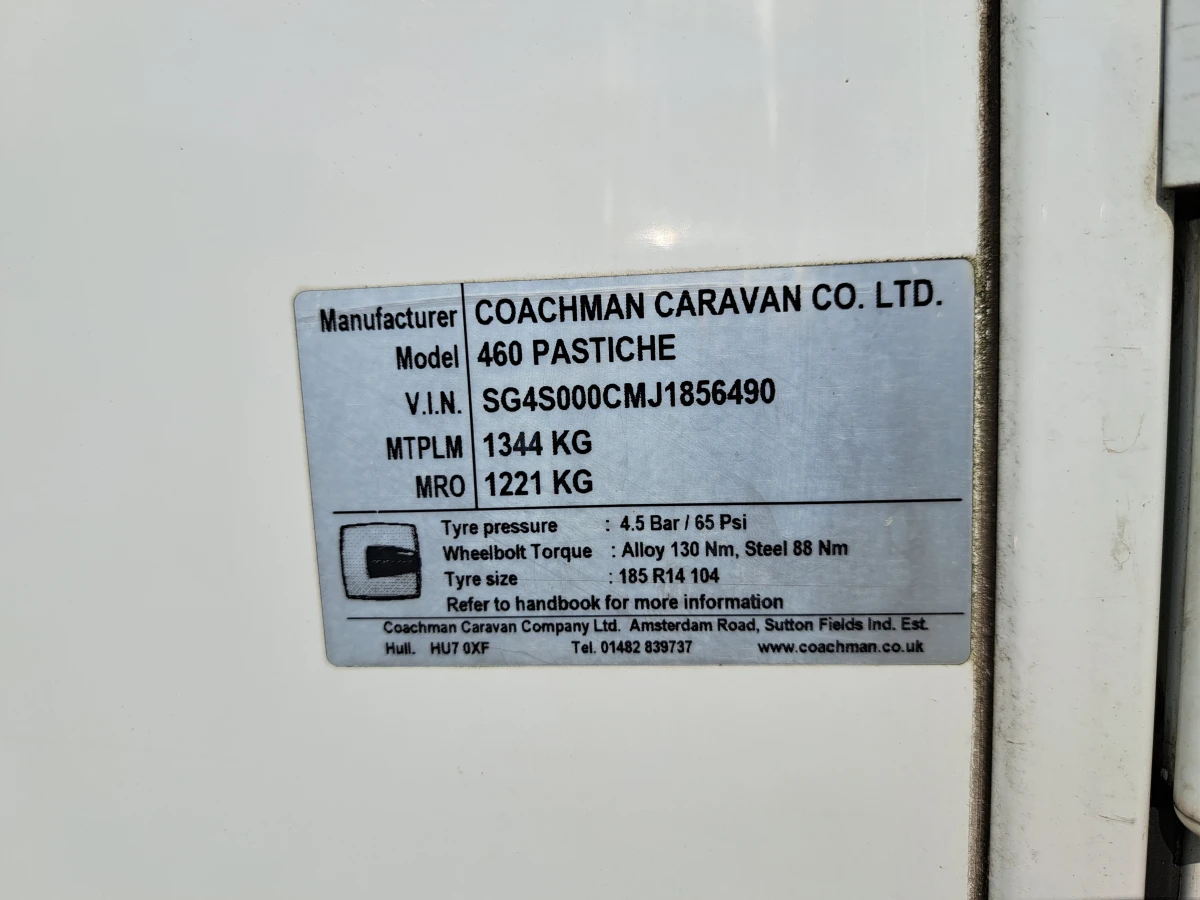 Manufacturer COACHMAN CARAVAN CO. LTD.
Model 460 PASTICHE
V.I.N. SG4S000CMJ1856490
MTPLM 1344 KG
MRO 1221 KG
Tyre pressure : 4.5 Bar / 65 Psi
Wheelbolt Torque : Alloy 130 Nm, Steel 88 Nm
Tyre size : 185 R14 104
Refer to handbook for more information
Coachman Caravan Company Ltd. Amsterdam Road, Sutton Fields Ind. Est.
Hull. HU7 0XF Tel. 01482 839737 www.coachman.co.uk